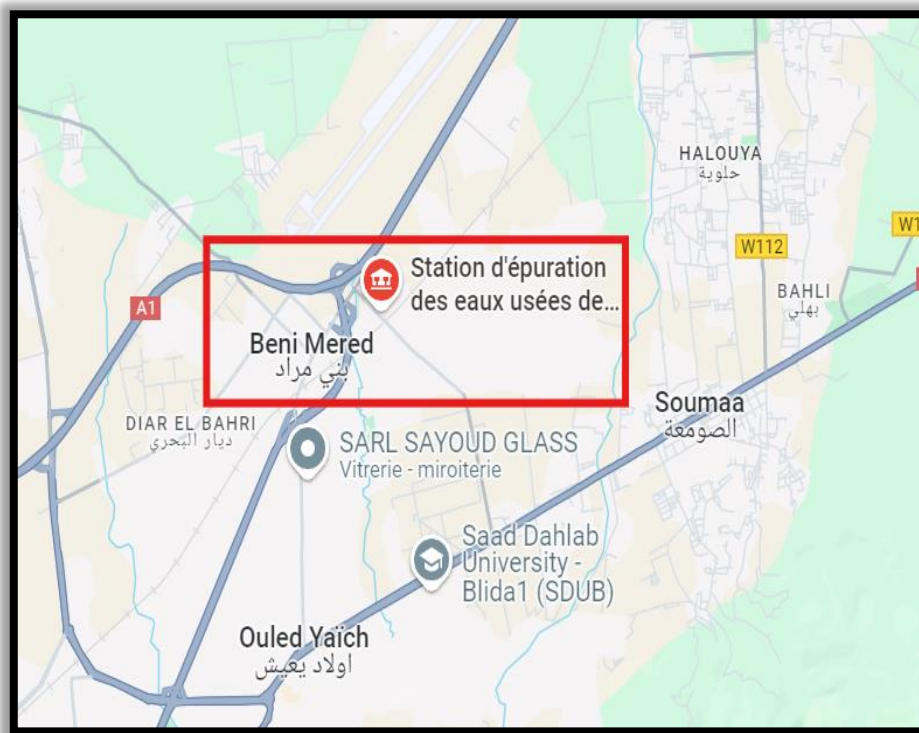 HALOUYA
حلوية
W112
W1
Station d'épuration
des eaux usées de...
BAHLI
بهلي
A1
Beni Mered
بني مراد
Soumaa
الصومعة
DIAR EL BAHRI
ديار البحري
SARL SAYOUD GLASS
Vitrerie - miroiterie
Saad Dahlab
University -
Blida1 (SDUB)
Ouled Yaïch
اولاد يعيش